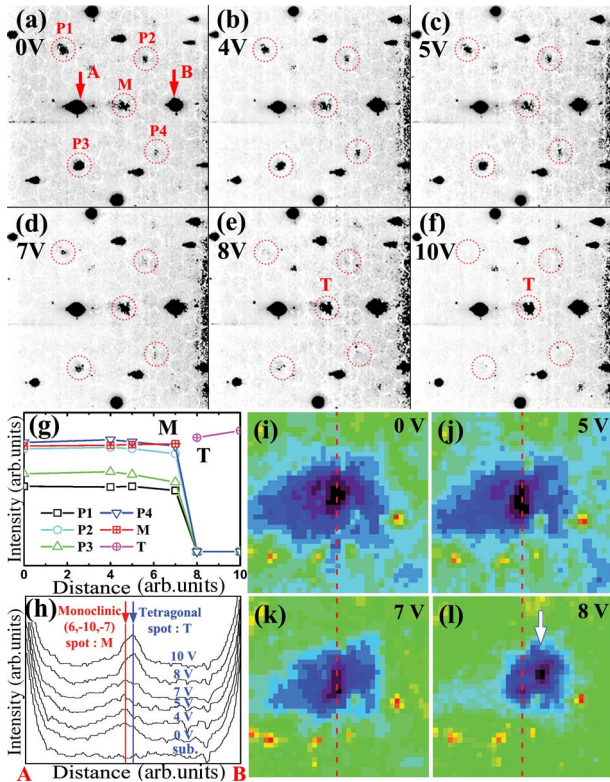 (a)
0V
P1
P2
A
B
M
P3
P4
(b)
4V
(c)
5V
(d)
7V
(e)
8V
T
(f)
10V
T
(g)
M
T
P1 P4
P2 M
P3 T
Intensity (arb.units)
0 2 4 6 8 10
Distance (arb.units)
(h)
Monoclinic
(6,-10,-7)
spot : M
Tetragonal
spot : T
10 V
8 V
7 V
5 V
4 V
0 V
sub.
Intensity (arb.units)
A Distance (arb.units) B
(i) 0 V
(j) 5 V
(k) 7 V
(l) 8 V